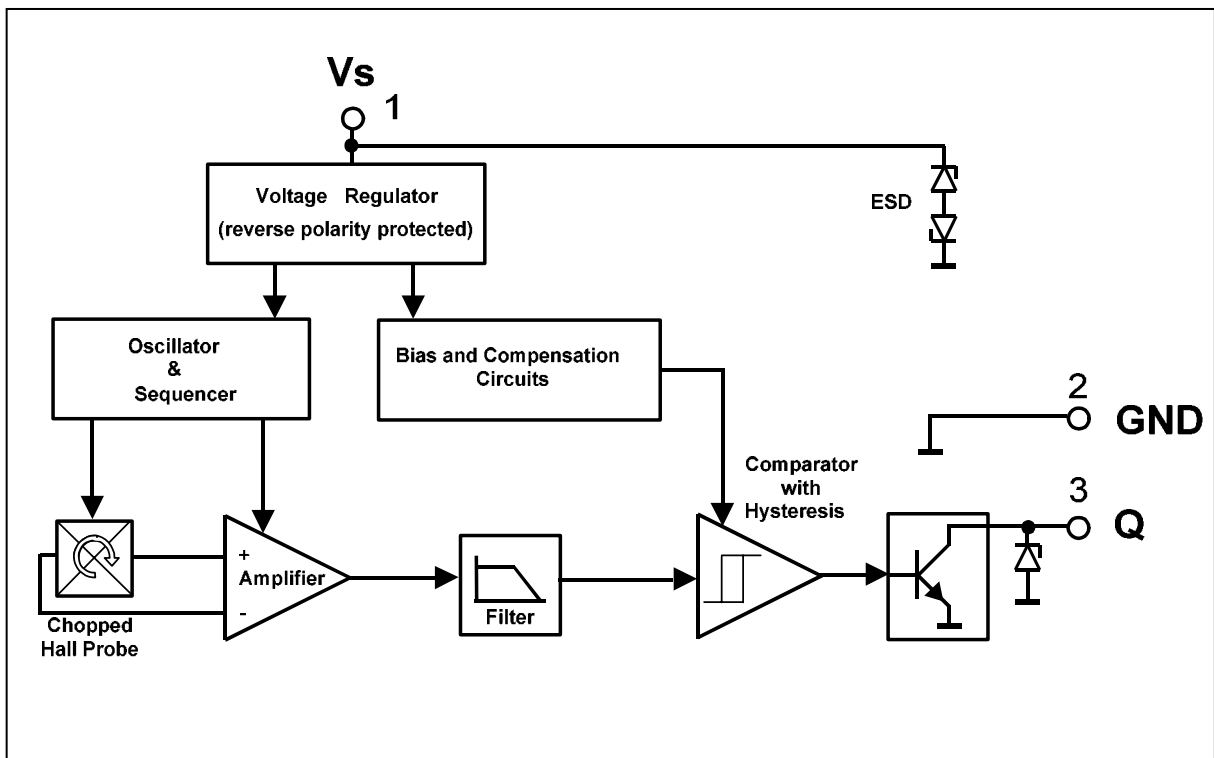 Vs
1
Voltage Regulator
(reverse polarity protected)
ESD
Oscillator
&
Sequencer
Bias and Compensation
Circuits
2
GND
Comparator
with
Hysteresis
3
Q
+
Amplifier
-
Filter
Chopped
Hall Probe